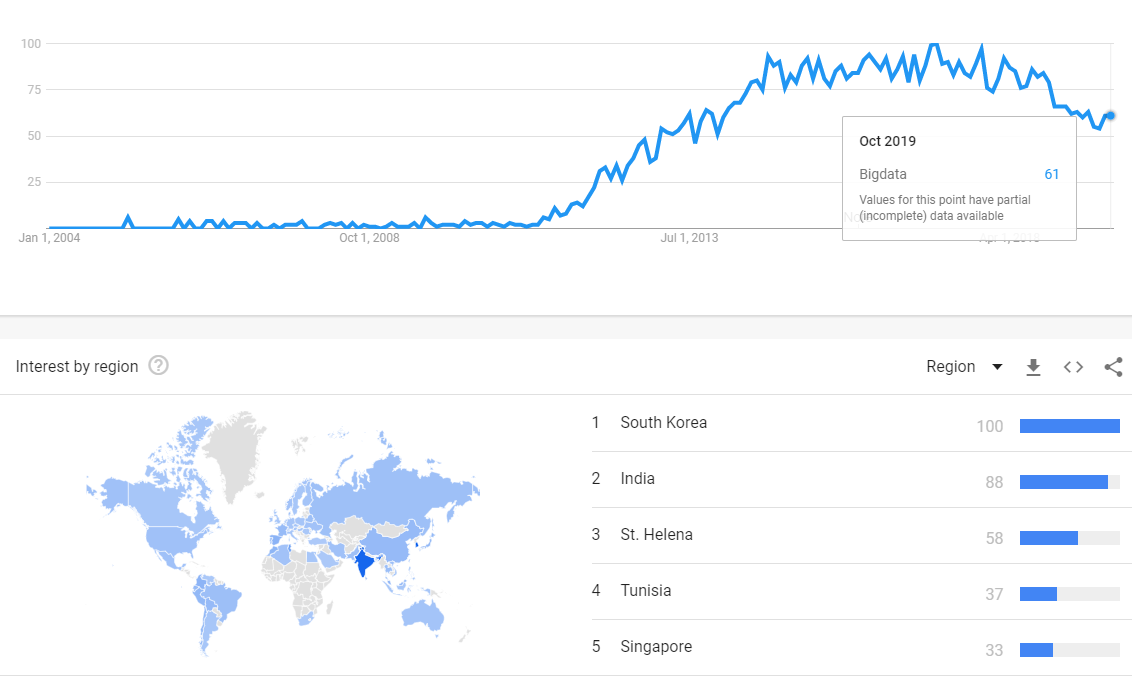 100
75
50
25
Jan 1, 2004
Oct 1, 2008
Jul 1, 2013
Oct 2019
Bigdata 61
Values for this point have partial
(incomplete) data available
Interest by region ?
Region
1 South Korea 100
2 India 88
3 St. Helena 58
4 Tunisia 37
5 Singapore 33